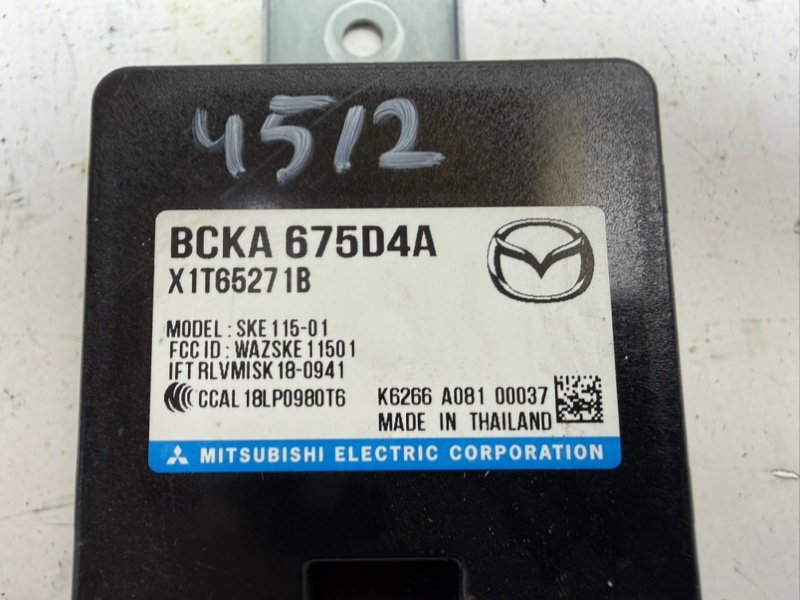 4512
BCKA 675D4A
X1T65271B
MODEL: SKE115-01
FCC ID: WAZSKE11501
IFT RLVMISK18-0941
CCAL18LP0980T6
K6266 A081 00037
MADE IN THAILAND
MITSUBISHI ELECTRIC CORPORATION